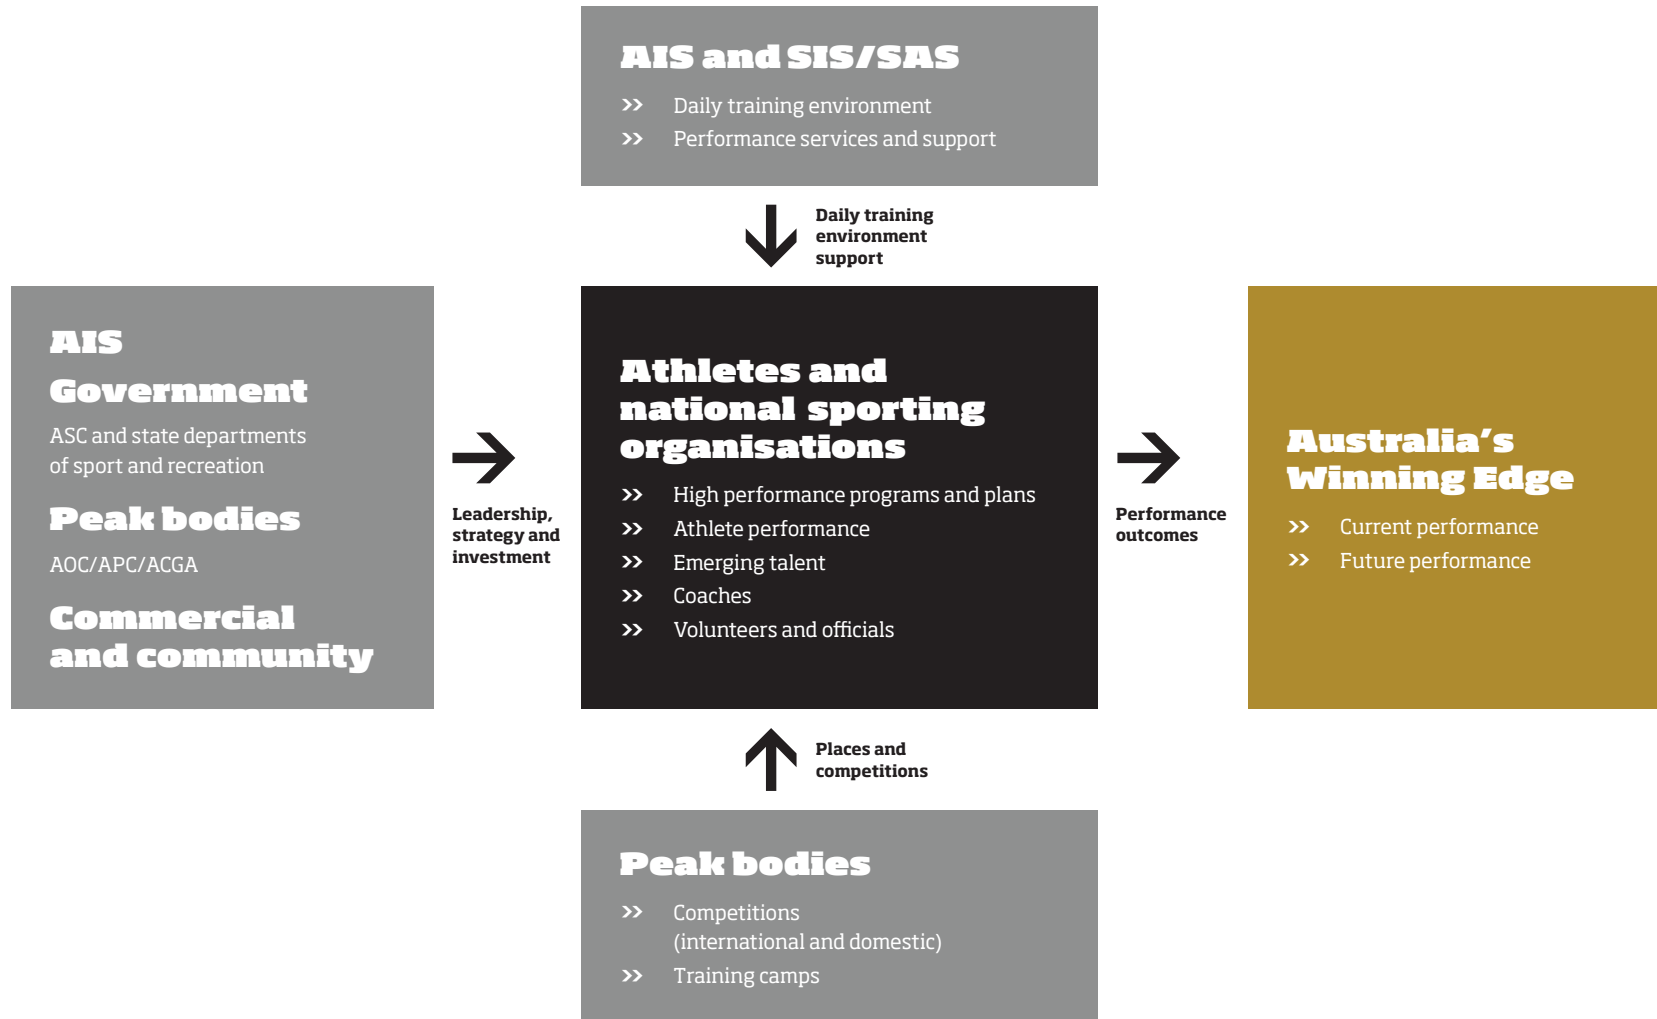 AIS and SIS/SAS
>> Daily training environment
>> Performance services and support
Daily training
environment
support
AIS
Government
ASC and state departments
of sport and recreation
Peak bodies
AOC/APC/ACGA
Commercial
and community
Leadership,
strategy and
investment
Athletes and
national sporting
organisations
>> High performance programs and plans
>> Athlete performance
>> Emerging talent
>> Coaches
>> Volunteers and officials
Performance
outcomes
Australia's
Winning Edge
>> Current performance
>> Future performance
Places and
competitions
Peak bodies
>> Competitions
(international and domestic)
>> Training camps